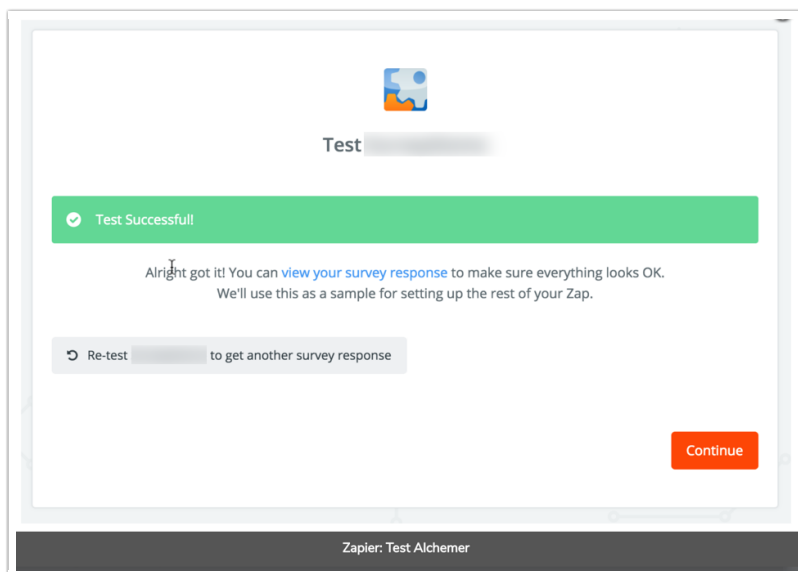 Test
Test Successful!
Alright got it! You can view your survey response to make sure everything looks OK.
We'll use this as a sample for setting up the rest of your Zap.
Re-test to get another survey response
Continue
Zapier: Test Alchemer